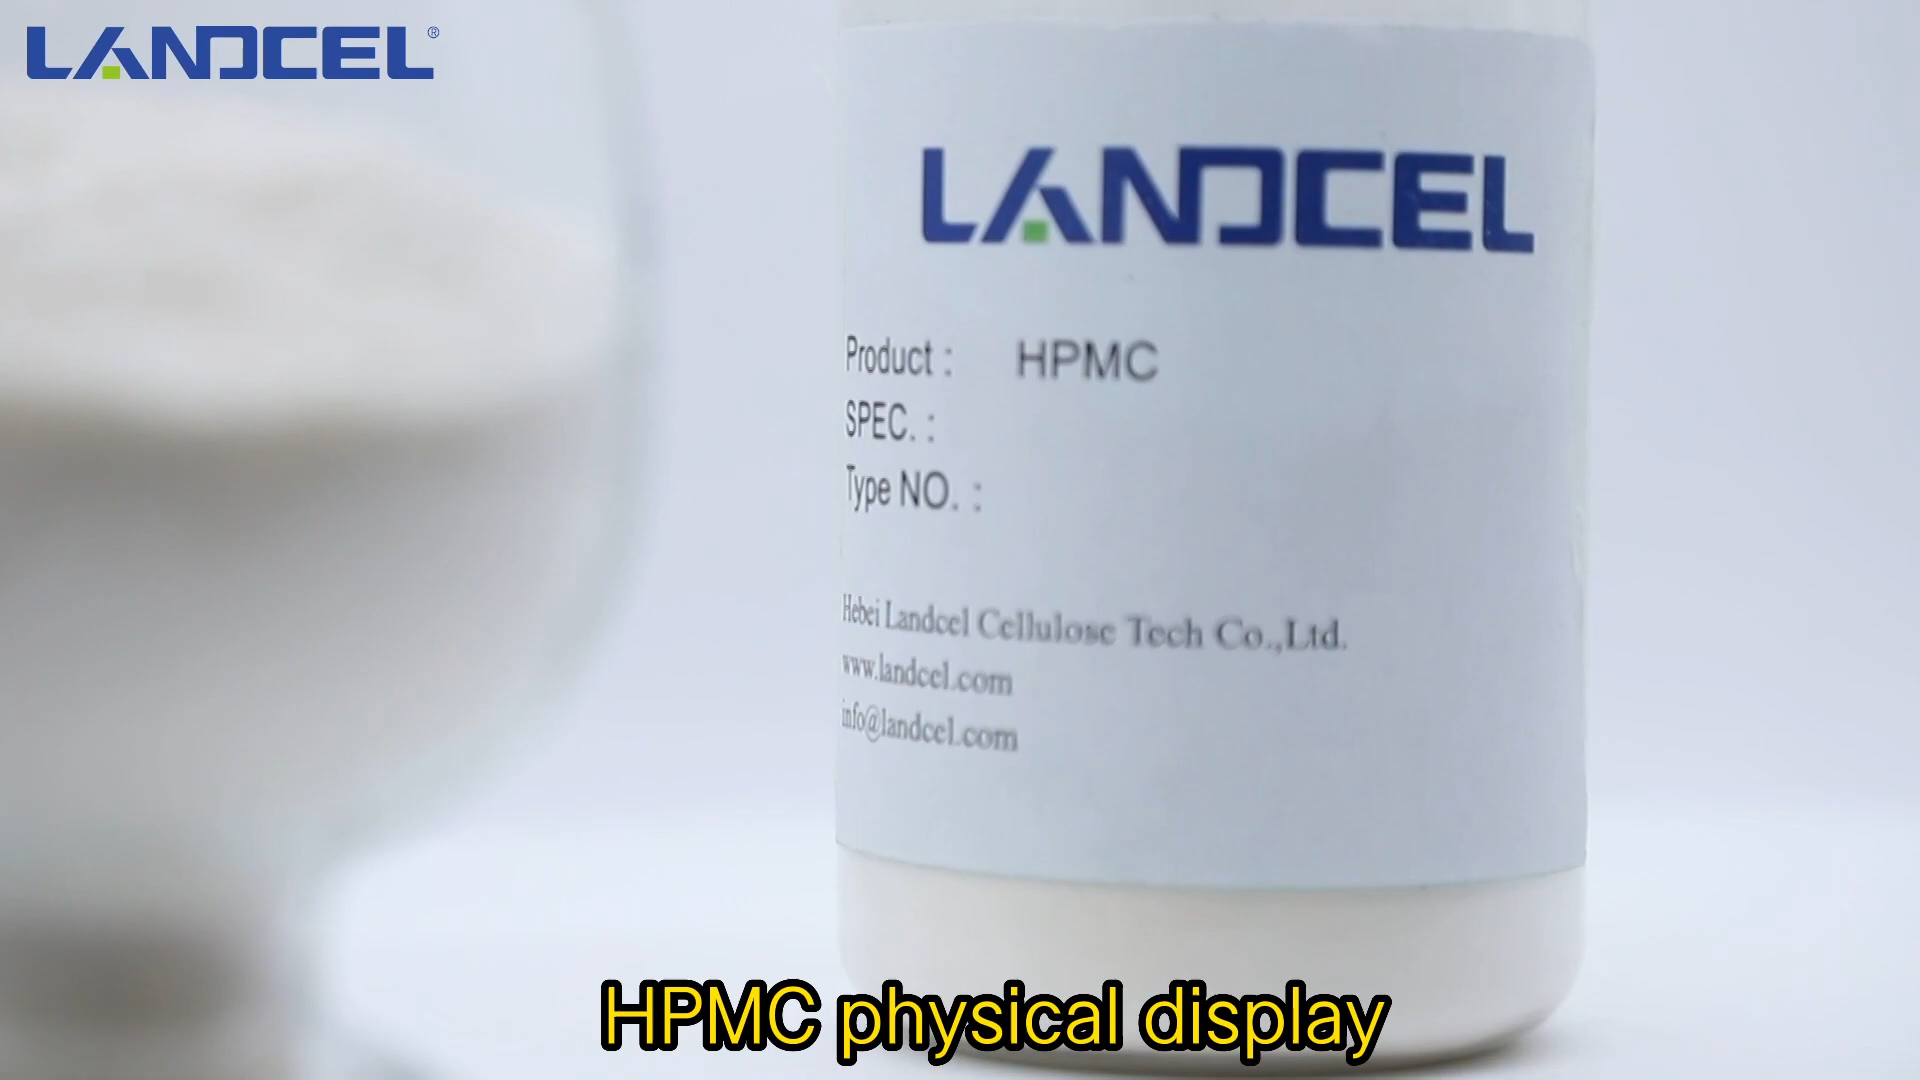 LANDCEL®
LANDCEL
Product : HPMC
SPEC. :
Type NO. :
Hebei Landcel Cellulose Tech Co.,Ltd.
www.landcel.com
info@landcel.com
HPMC physical display